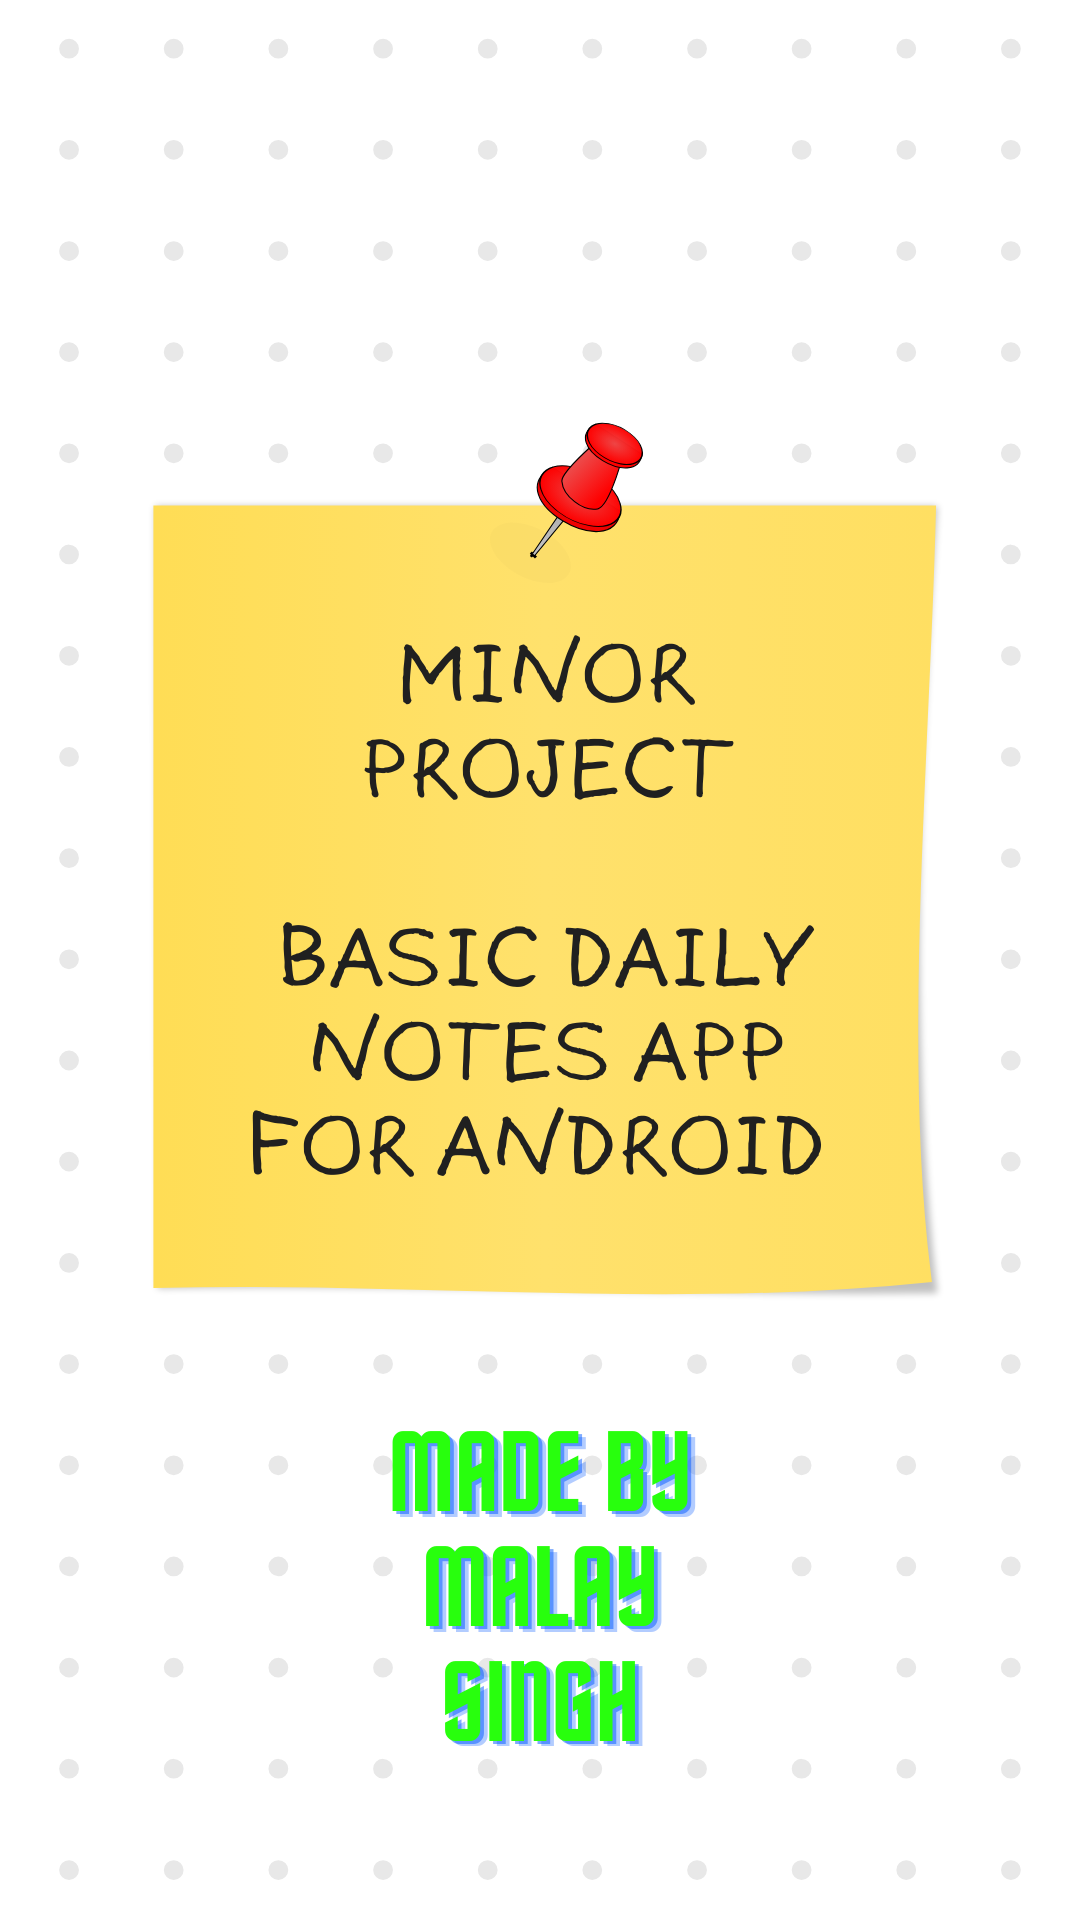 MINOR
PROJECT
BASIC DAILY
NOTES APP
FOR ANDROID
MADE BY
MALAY
SINGH